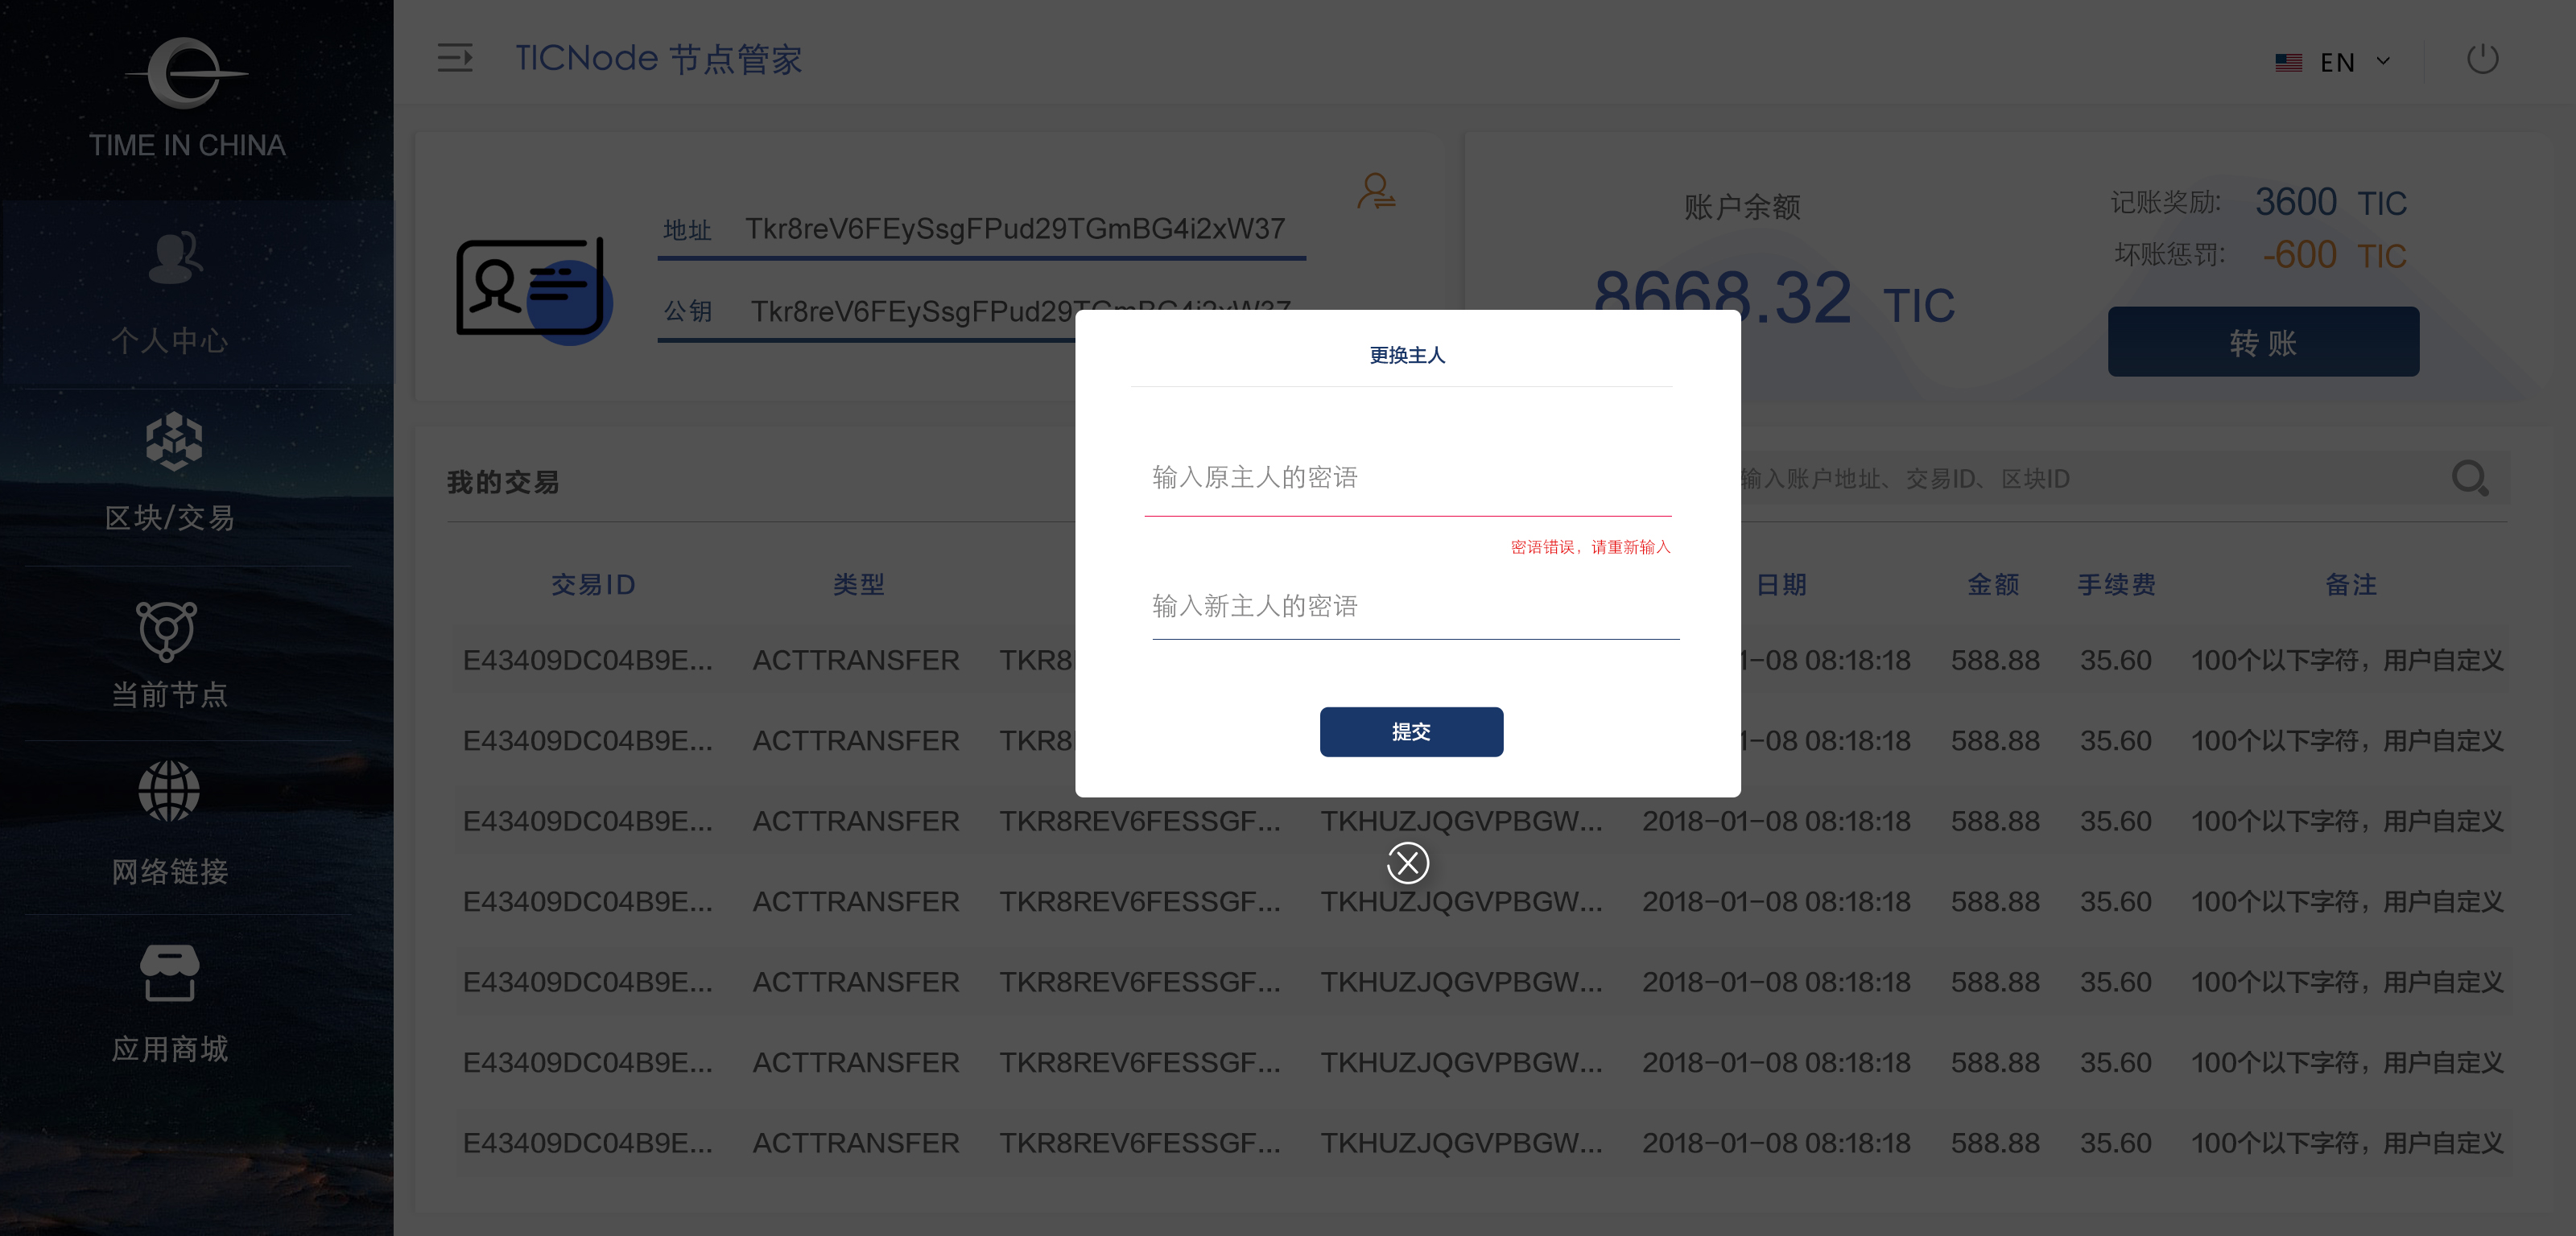 TIME IN CHINA
个人中心
区块/交易
当前节点
网络链接
应用商城
TICNode 节点管家
EN
地址 Tkr8reV6FEySsgFPud29TGmBG4i2xW37
公钥 Tkr8reV6FEySsgFPud29TGmBG4i2xW37
账户余额
8668.32 TIC
记账奖励: 3600 TIC
坏账惩罚: -600 TIC
转 账
更换主人
输入原主人的密语
密语错误，请重新输入
输入新主人的密语
提交
我的交易
输入账户地址、交易ID、区块ID
交易ID 类型 日期 金额 手续费 备注
E43409DC04B9E... ACTTRANSFER TKR8 1-08 08:18:18 588.88 35.60 100个以下字符，用户自定义
E43409DC04B9E... ACTTRANSFER TKR8 1-08 08:18:18 588.88 35.60 100个以下字符，用户自定义
E43409DC04B9E... ACTTRANSFER TKR8REV6FESSGF... TKHUZJQGVPBGW... 2018-01-08 08:18:18 588.88 35.60 100个以下字符，用户自定义
E43409DC04B9E... ACTTRANSFER TKR8REV6FESSGF... TKHUZJQGVPBGW... 2018-01-08 08:18:18 588.88 35.60 100个以下字符，用户自定义
E43409DC04B9E... ACTTRANSFER TKR8REV6FESSGF... TKHUZJQGVPBGW... 2018-01-08 08:18:18 588.88 35.60 100个以下字符，用户自定义
E43409DC04B9E... ACTTRANSFER TKR8REV6FESSGF... TKHUZJQGVPBGW... 2018-01-08 08:18:18 588.88 35.60 100个以下字符，用户自定义
E43409DC04B9E... ACTTRANSFER TKR8REV6FESSGF... TKHUZJQGVPBGW... 2018-01-08 08:18:18 588.88 35.60 100个以下字符，用户自定义